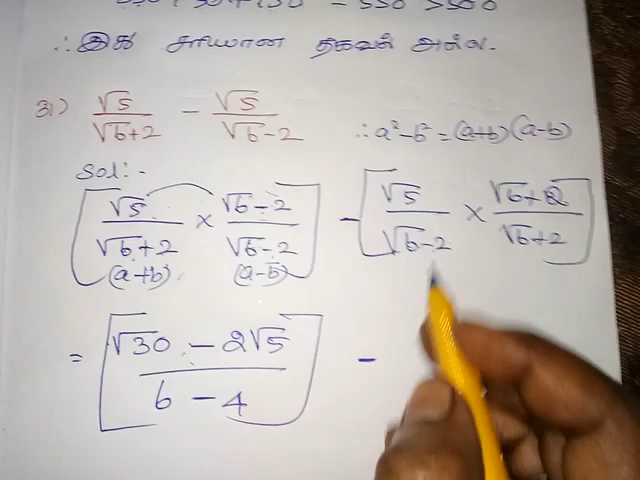 ∴ இது சரியான தகவல் அல்ல.
√5/(√6+2) − √5/(√6−2) ∴ a²−b² = (a+b)(a−b)
Sol:-
[√5/(√6+2) × (√6−2)/(√6−2)] − [√5/(√6−2) × (√6+2)/(√6+2)]
(a+b) (a−b)
= [(√30 − 2√5)/(6 − 4)] −